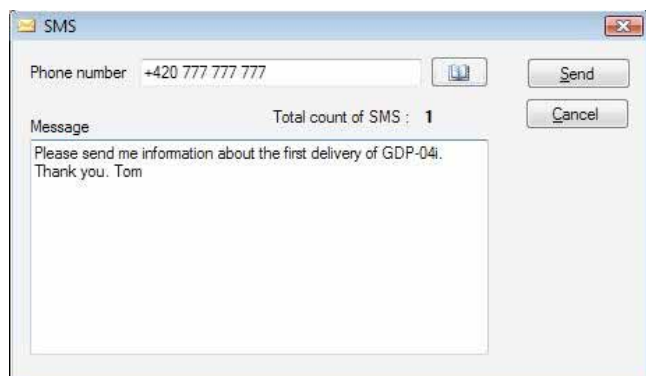 SMS
Phone number +420 777 777 777
Send
Total count of SMS : 1
Cancel
Message
Please send me information about the first delivery of GDP-04i.
Thank you. Tom